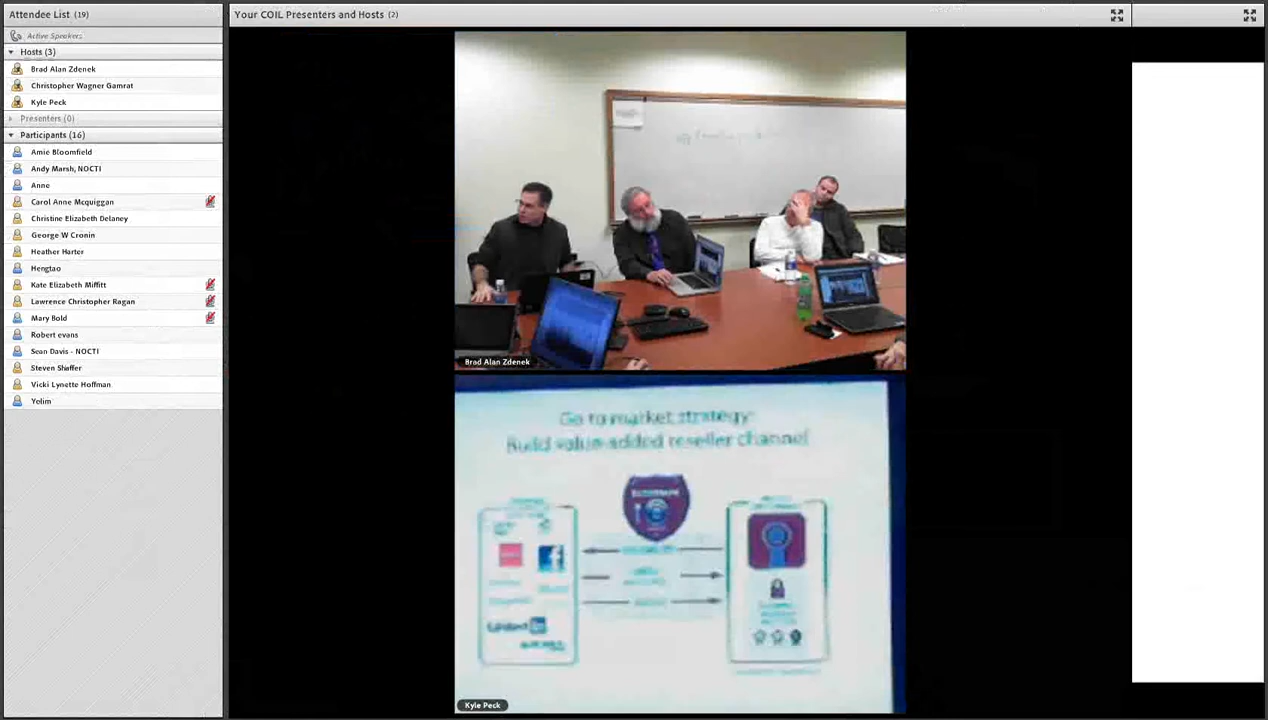 Attendee List (19)
Active Speakers
Hosts (3)
Brad Alan Zdenek
Christopher Wagner Gamrat
Kyle Peck
Presenters (0)
Participants (16)
Amie Bloomfield
Andy Marsh, NOCTI
Anne
Carol Anne Mcquiggan
Christine Elizabeth Delaney
George W Cronin
Heather Harter
Hengtao
Kate Elizabeth Miffitt
Lawrence Christopher Ragan
Mary Bold
Robert evans
Sean Davis - NOCTI
Steven Shaffer
Vicki Lynette Hoffman
Yelim
Your COIL Presenters and Hosts (2)
Brad Alan Zdenek
Go to market strategy:
Build value-added reseller channel
f
Linked in
Kyle Peck